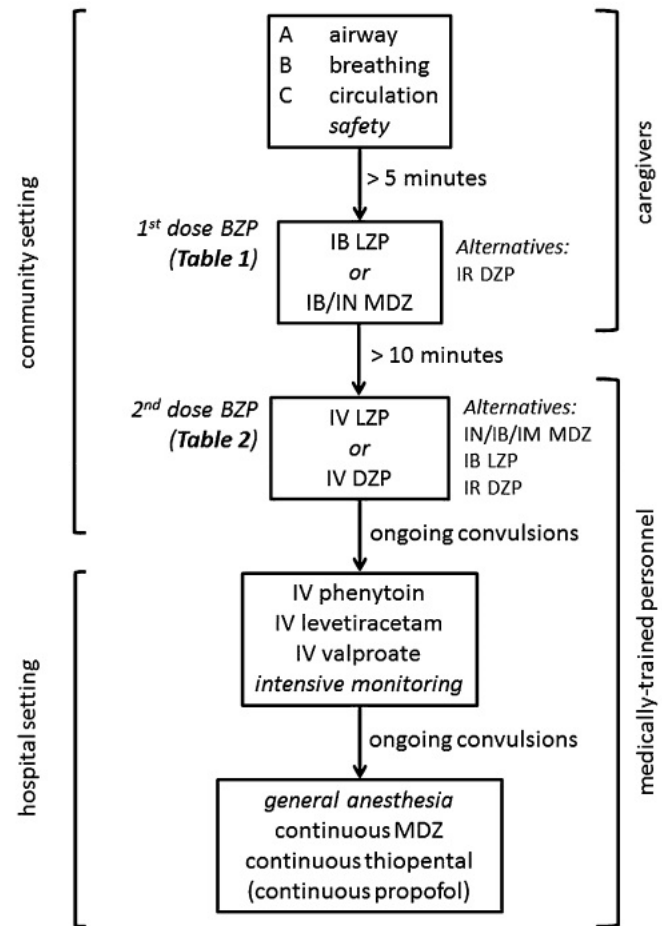 A airway
B breathing
C circulation
safety
> 5 minutes
1st dose BZP
(Table 1)
IB LZP
or
IB/IN MDZ
Alternatives:
IR DZP
> 10 minutes
2nd dose BZP
(Table 2)
IV LZP
or
IV DZP
Alternatives:
IN/IB/IM MDZ
IB LZP
IR DZP
ongoing convulsions
IV phenytoin
IV levetiracetam
IV valproate
intensive monitoring
ongoing convulsions
general anesthesia
continuous MDZ
continuous thiopental
(continuous propofol)
community setting
hospital setting
caregivers
medically-trained personnel